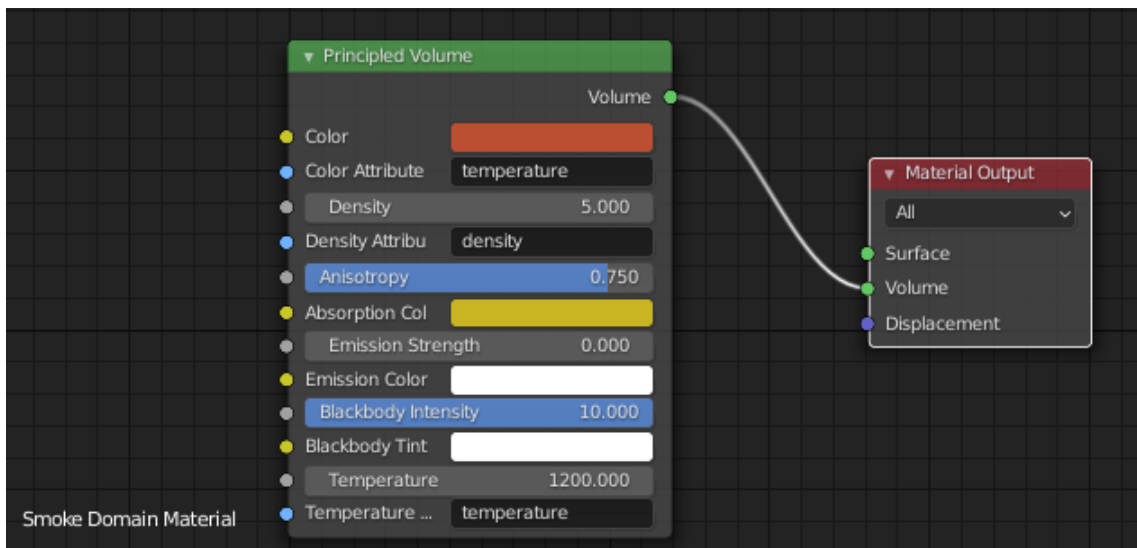 Principled Volume
Volume
Color
Color Attribute temperature
Density 5.000
Density Attribu density
Anisotropy 0.750
Absorption Col
Emission Strength 0.000
Emission Color
Blackbody Intensity 10.000
Blackbody Tint
Temperature 1200.000
Temperature ... temperature
Material Output
All
Surface
Volume
Displacement
Smoke Domain Material